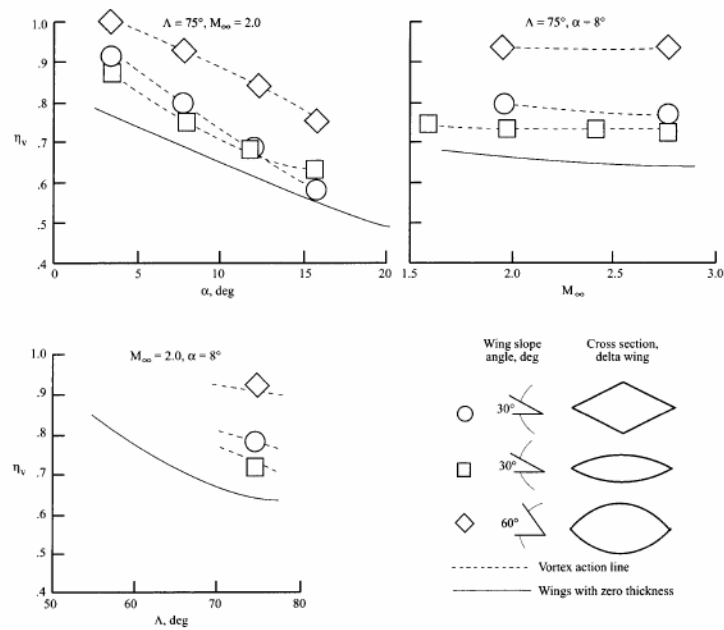 Λ = 75°, M∞ = 2.0
1.0
.9
.8
.7
.6
.5
.4
ηv
0
5
10
15
20
α, deg
Λ = 75°, α = 8°
1.5
2.0
2.5
3.0
M∞
M∞ = 2.0, α = 8°
1.0
.9
.8
.7
.6
.5
.4
ηv
50
60
70
80
Λ, deg
Wing slope
angle, deg
Cross section,
delta wing
30°
30°
60°
Vortex action line
Wings with zero thickness